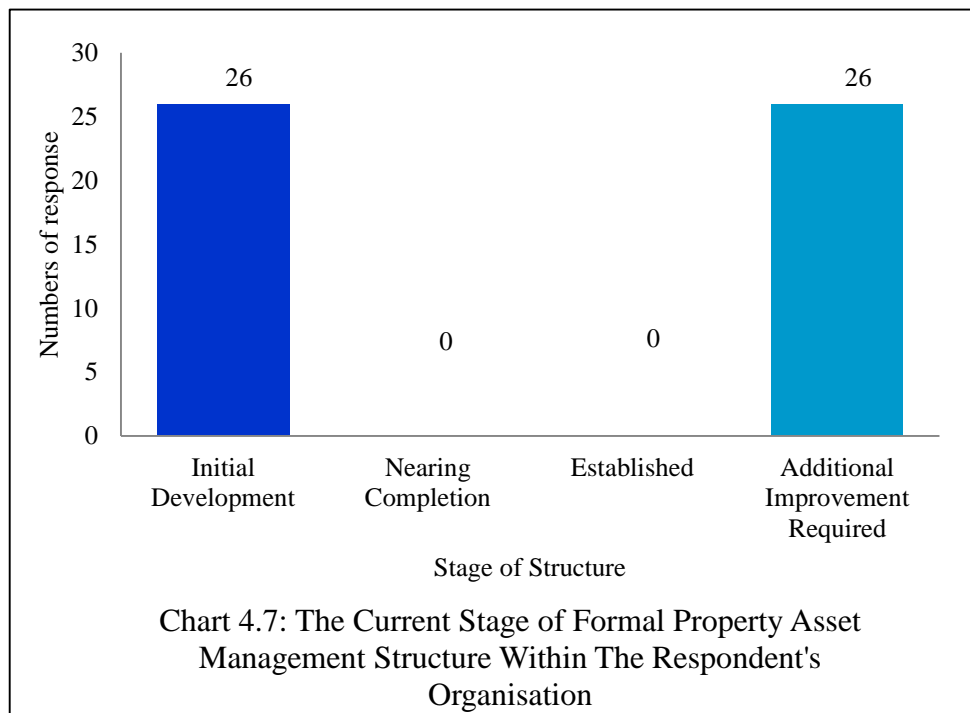 30
25
20
15
10
5
0
Numbers of response
26
0
0
26
Initial
Development
Nearing
Completion
Established
Additional
Improvement
Required
Stage of Structure
Chart 4.7: The Current Stage of Formal Property Asset
Management Structure Within The Respondent's
Organisation